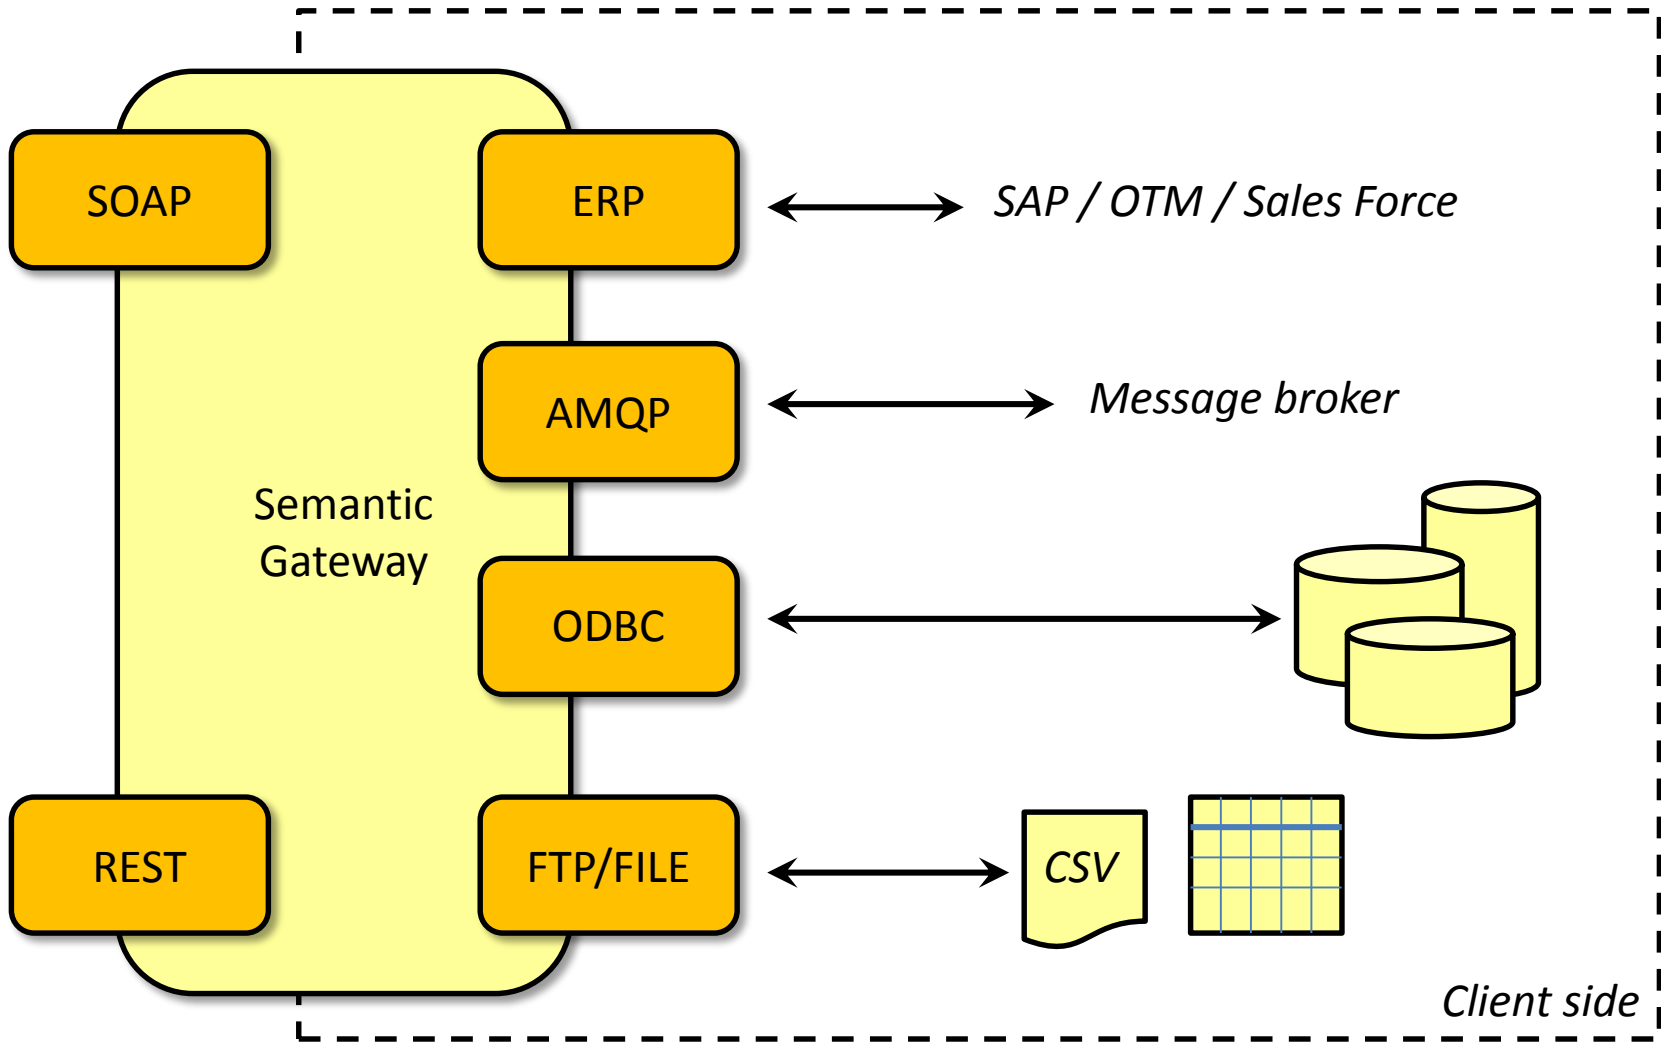 SOAP
ERP
SAP / OTM / Sales Force
AMQP
Message broker
Semantic
Gateway
ODBC
REST
FTP/FILE
CSV
Client side